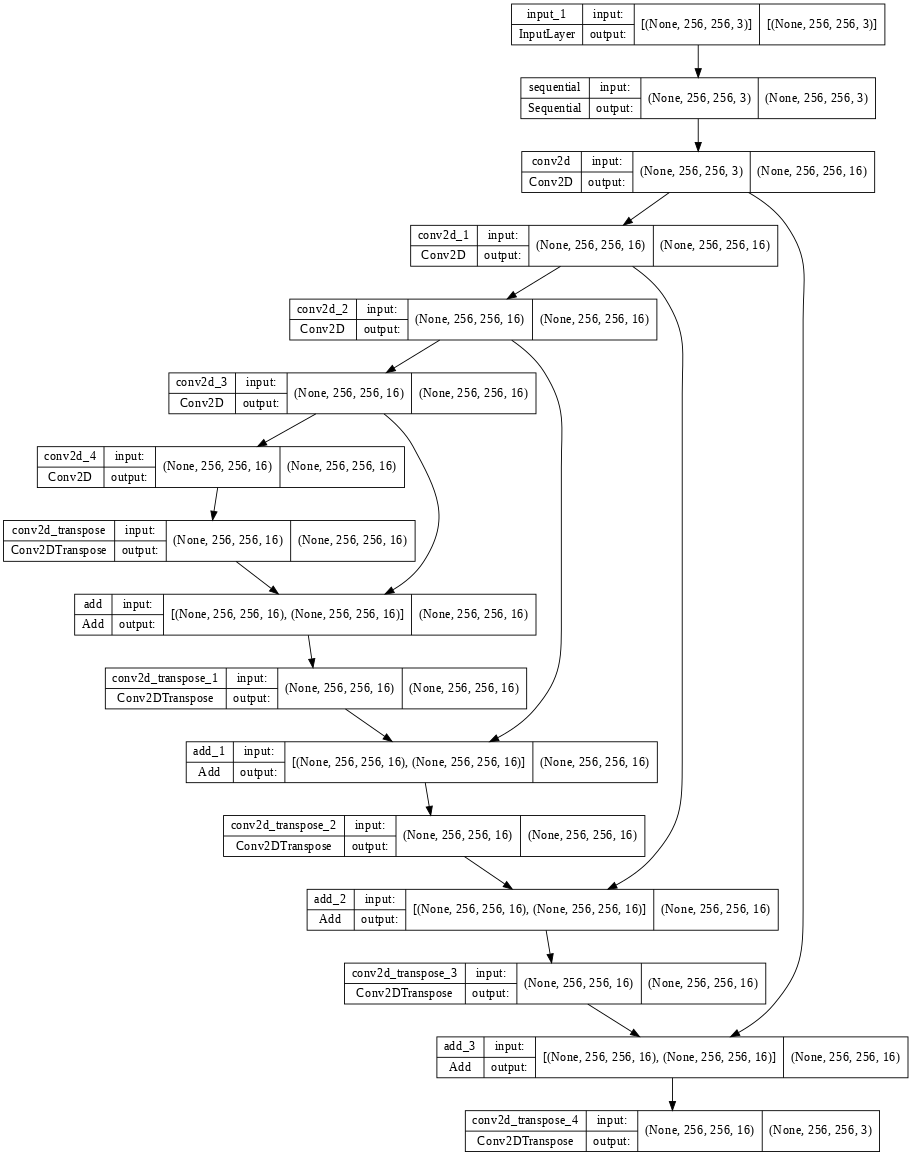 input_1 input: [(None, 256, 256, 3)] [(None, 256, 256, 3)]
InputLayer output:
sequential input: (None, 256, 256, 3) (None, 256, 256, 3)
Sequential output:
conv2d input: (None, 256, 256, 3) (None, 256, 256, 16)
Conv2D output:
conv2d_1 input: (None, 256, 256, 16) (None, 256, 256, 16)
Conv2D output:
conv2d_2 input: (None, 256, 256, 16) (None, 256, 256, 16)
Conv2D output:
conv2d_3 input: (None, 256, 256, 16) (None, 256, 256, 16)
Conv2D output:
conv2d_4 input: (None, 256, 256, 16) (None, 256, 256, 16)
Conv2D output:
conv2d_transpose input: (None, 256, 256, 16) (None, 256, 256, 16)
Conv2DTranspose output:
add input: [(None, 256, 256, 16), (None, 256, 256, 16)] (None, 256, 256, 16)
Add output:
conv2d_transpose_1 input: (None, 256, 256, 16) (None, 256, 256, 16)
Conv2DTranspose output:
add_1 input: [(None, 256, 256, 16), (None, 256, 256, 16)] (None, 256, 256, 16)
Add output:
conv2d_transpose_2 input: (None, 256, 256, 16) (None, 256, 256, 16)
Conv2DTranspose output:
add_2 input: [(None, 256, 256, 16), (None, 256, 256, 16)] (None, 256, 256, 16)
Add output:
conv2d_transpose_3 input: (None, 256, 256, 16) (None, 256, 256, 16)
Conv2DTranspose output:
add_3 input: [(None, 256, 256, 16), (None, 256, 256, 16)] (None, 256, 256, 16)
Add output:
conv2d_transpose_4 input: (None, 256, 256, 16) (None, 256, 256, 3)
Conv2DTranspose output: